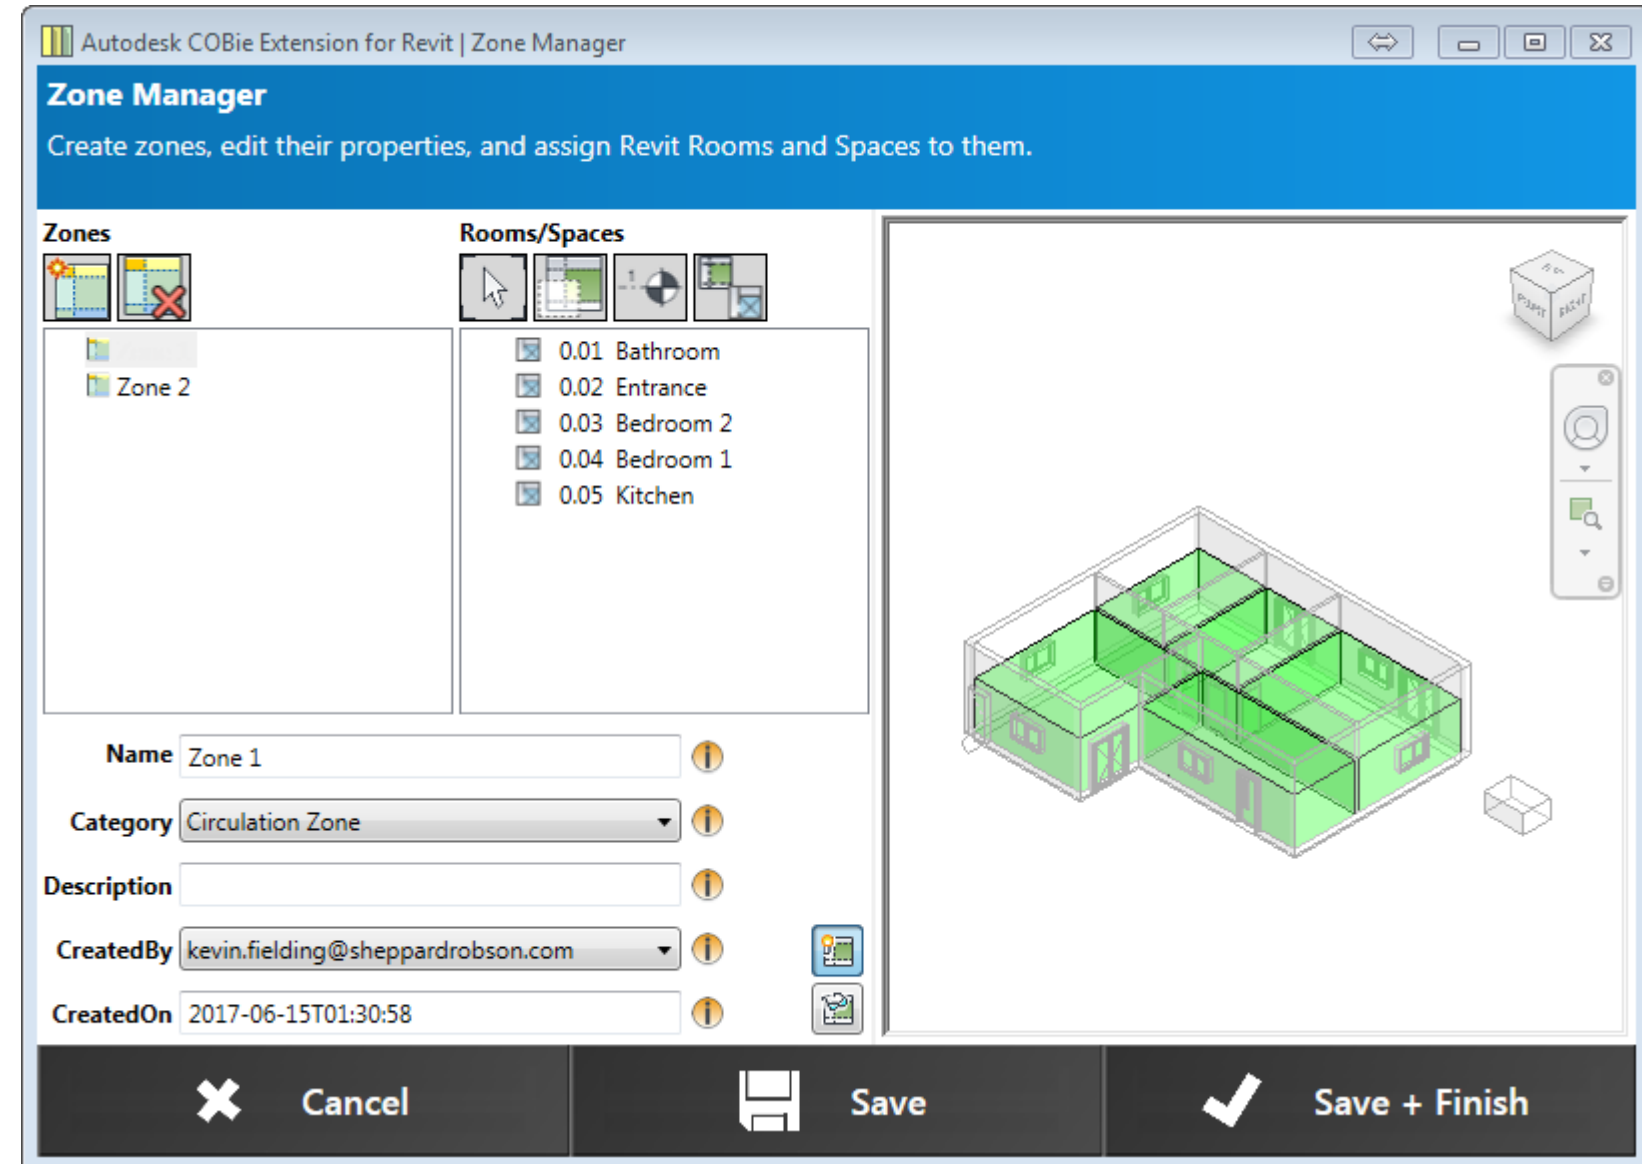 Autodesk COBie Extension for Revit | Zone Manager
Zone Manager
Create zones, edit their properties, and assign Revit Rooms and Spaces to them.
Zones
Rooms/Spaces
Zone 2
0.01 Bathroom
0.02 Entrance
0.03 Bedroom 2
0.04 Bedroom 1
0.05 Kitchen
Name Zone 1
Category Circulation Zone
Description
CreatedBy kevin.fielding@sheppardrobson.com
CreatedOn 2017-06-15T01:30:58
Cancel
Save
Save + Finish